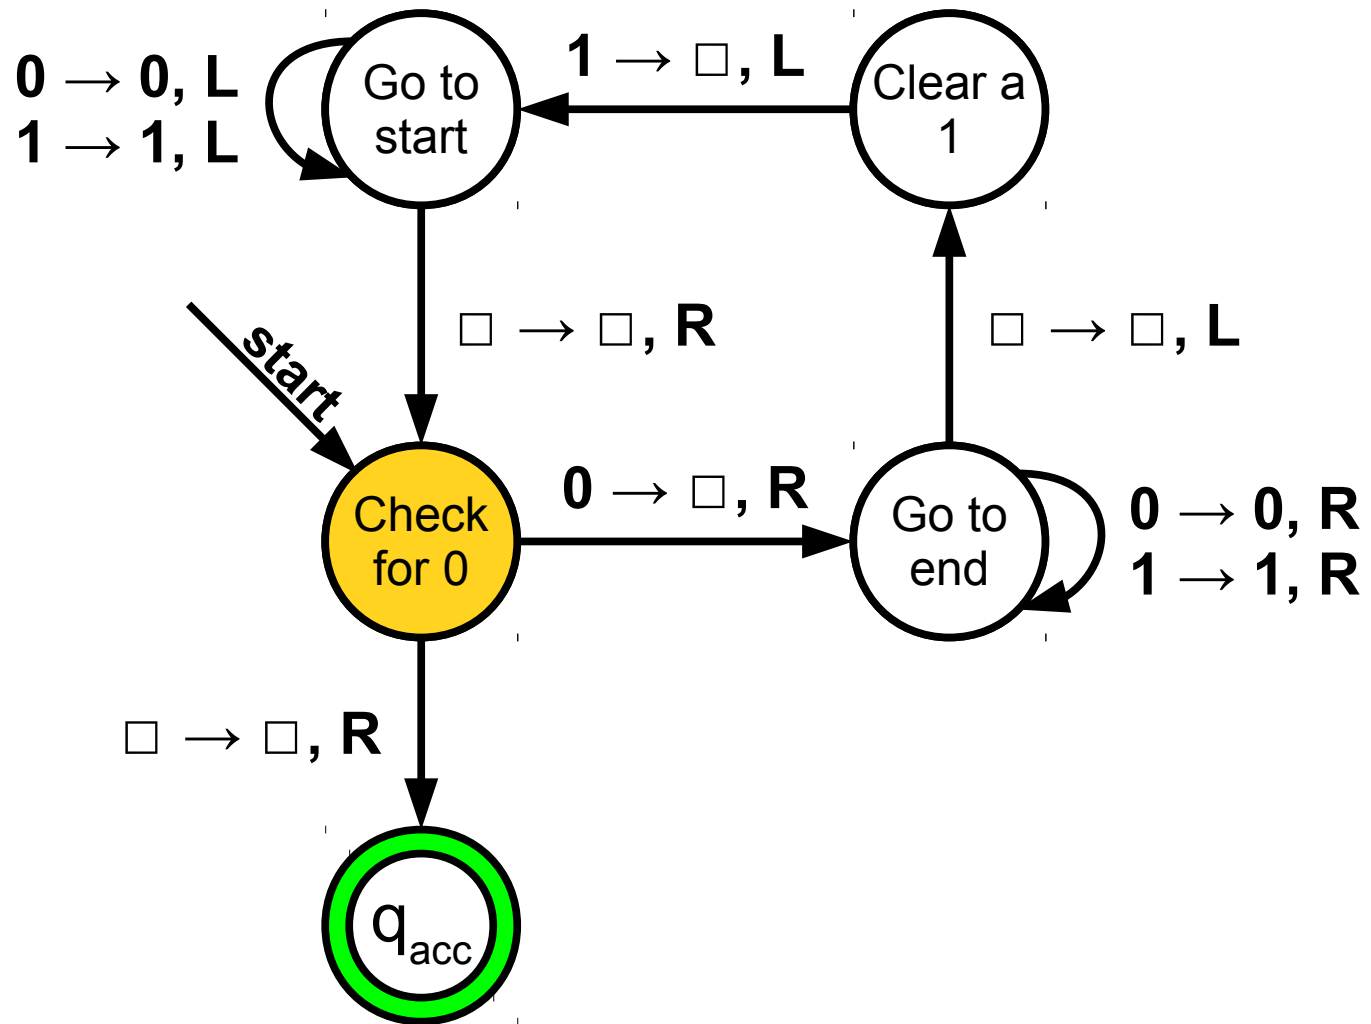 0 → 0, L
1 → 1, L
Go to
start
1 → □, L
Clear a
1
□ → □, R
□ → □, L
start
Check
for 0
0 → □, R
Go to
end
0 → 0, R
1 → 1, R
□ → □, R
qacc